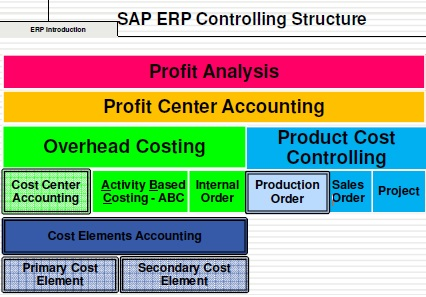 SAP ERP Controlling Structure
ERP Introduction
Profit Analysis
Profit Center Accounting
Overhead Costing
Product Cost
Controlling
Cost Center
Accounting
Activity Based
Costing - ABC
Internal
Order
Production
Order
Sales
Order
Project
Cost Elements Accounting
Primary Cost
Element
Secondary Cost
Element